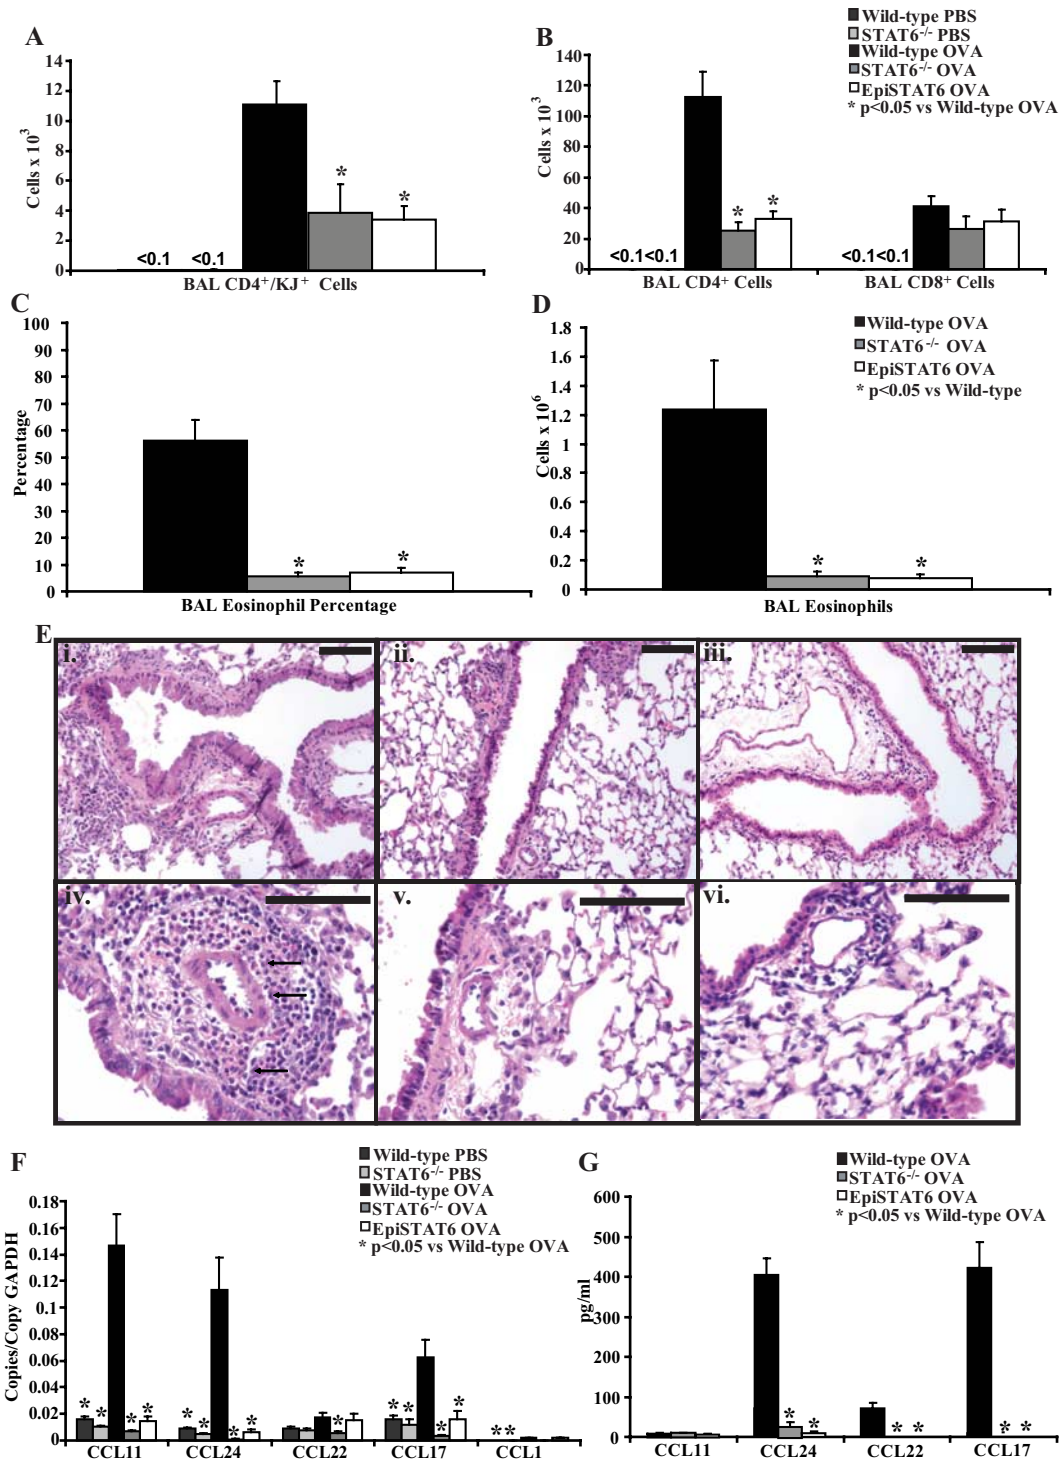 A
14
12
10
8
6
4
2
0
Cells x 10³
<0.1
<0.1
*
*
BAL CD4⁺/KJ⁺ Cells
B
Wild-type PBS
STAT6⁻/⁻ PBS
Wild-type OVA
STAT6⁻/⁻ OVA
EpiSTAT6 OVA
* p<0.05 vs Wild-type OVA
140
120
100
80
60
40
20
0
Cells x 10³
<0.1 <0.1
*
*
<0.1 <0.1
BAL CD4⁺ Cells
BAL CD8⁺ Cells
C
100
90
80
70
60
50
40
30
20
10
0
Percentage
*
*
BAL Eosinophil Percentage
D
Wild-type OVA
STAT6⁻/⁻ OVA
EpiSTAT6 OVA
* p<0.05 vs Wild-type
1.8
1.6
1.4
1.2
1
0.8
0.6
0.4
0.2
0
Cells x 10⁶
*
*
BAL Eosinophils
E
i.
ii.
iii.
iv.
v.
vi.
F
Wild-type PBS
STAT6⁻/⁻ PBS
Wild-type OVA
STAT6⁻/⁻ OVA
EpiSTAT6 OVA
* p<0.05 vs Wild-type OVA
0.18
0.16
0.14
0.12
0.1
0.08
0.06
0.04
0.02
0
Copies/Copy GAPDH
* * * *
* * * *
*
* * * *
* *
CCL11 CCL24 CCL22 CCL17 CCL1
G
Wild-type OVA
STAT6⁻/⁻ OVA
EpiSTAT6 OVA
* p<0.05 vs Wild-type OVA
600
500
400
300
200
100
0
pg/ml
* *
* *
* *
CCL11 CCL24 CCL22 CCL17